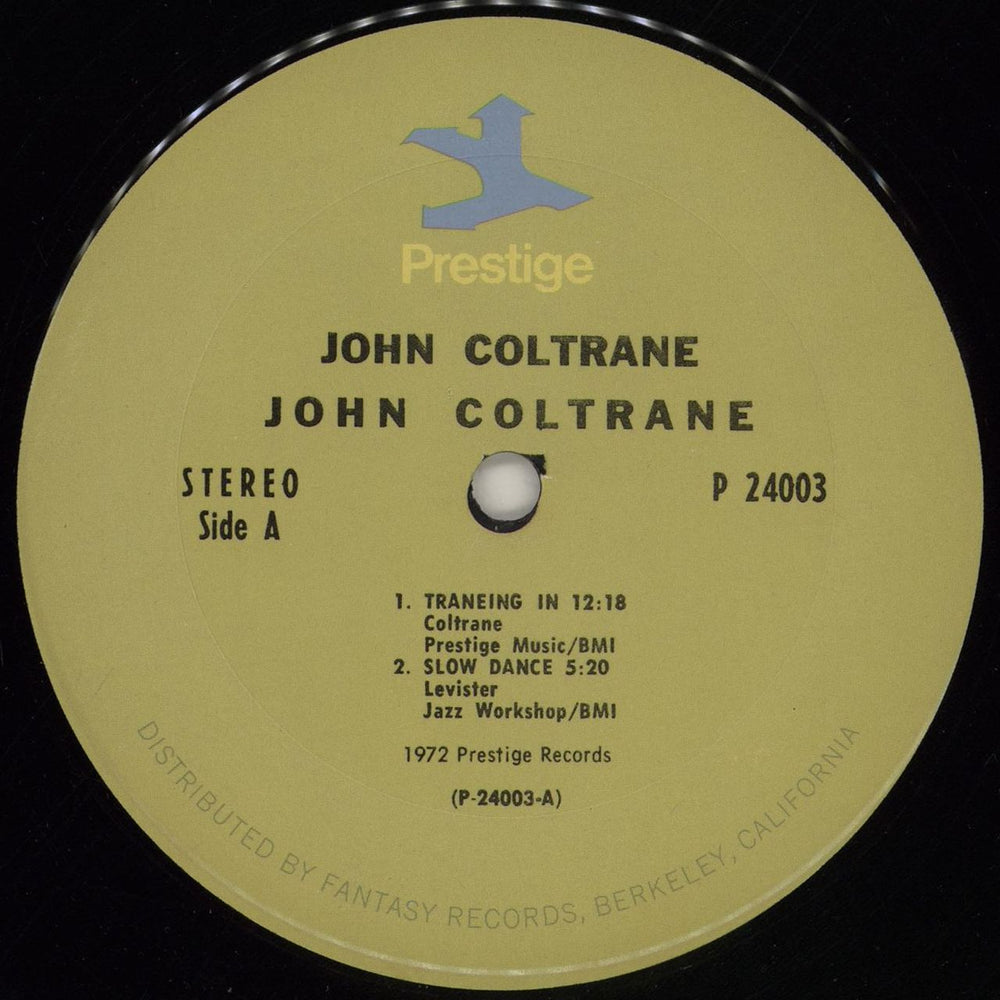 Prestige
JOHN COLTRANE
JOHN COLTRANE
STEREO
Side A
P 24003
1. TRANEING IN 12:18
Coltrane
Prestige Music/BMI
2. SLOW DANCE 5:20
Levister
Jazz Workshop/BMI
1972 Prestige Records
(P-24003-A)
DISTRIBUTED BY FANTASY RECORDS, BERKELEY, CALIFORNIA